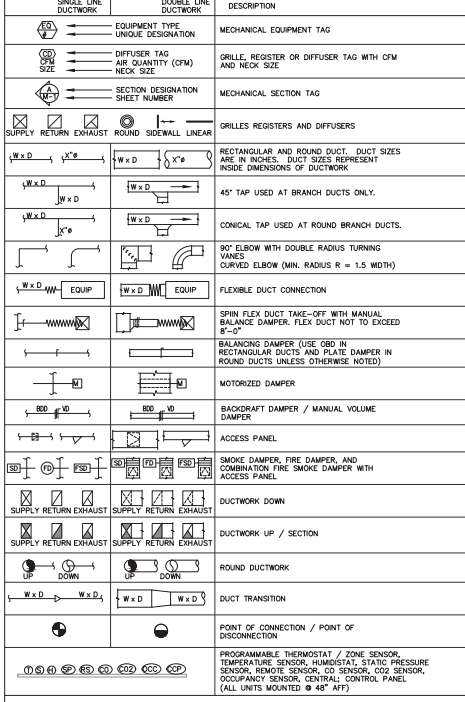 SINGLE LINE DOUBLE LINE
DUCTWORK DUCTWORK DESCRIPTION
EQ EQUIPMENT TYPE
# UNIQUE DESIGNATION
MECHANICAL EQUIPMENT TAG
CD DIFFUSER TAG
CFM AIR QUANTITY (CFM)
SIZE NECK SIZE
GRILLE, REGISTER OR DIFFUSER TAG WITH CFM
AND NECK SIZE
A SECTION DESIGNATION
M-1 SHEET NUMBER
MECHANICAL SECTION TAG
SUPPLY RETURN EXHAUST ROUND SIDEWALL LINEAR
GRILLES REGISTERS AND DIFFUSERS
W x D X"ø W x D X"ø
RECTANGULAR AND ROUND DUCT. DUCT SIZES
ARE IN INCHES. DUCT SIZES REPRESENT
INSIDE DIMENSIONS OF DUCTWORK
W x D W x D
W x D
45° TAP USED AT BRANCH DUCTS ONLY.
W x D W x D
X"ø
CONICAL TAP USED AT ROUND BRANCH DUCTS.
90° ELBOW WITH DOUBLE RADIUS TURNING
VANES
CURVED ELBOW (MIN. RADIUS R = 1.5 WIDTH)
W x D EQUIP W x D EQUIP
FLEXIBLE DUCT CONNECTION
SPIIN FLEX DUCT TAKE-OFF WITH MANUAL
BALANCE DAMPER. FLEX DUCT NOT TO EXCEED
8'-0"
BALANCING DAMPER (USE OBD IN
RECTANGULAR DUCTS AND PLATE DAMPER IN
ROUND DUCTS UNLESS OTHERWISE NOTED)
M M
MOTORIZED DAMPER
BDD VD BDD VD
BACKDRAFT DAMPER / MANUAL VOLUME
DAMPER
ACCESS PANEL
SD FD FSD SD FD FSD
SMOKE DAMPER, FIRE DAMPER, AND
COMBINATION FIRE SMOKE DAMPER WITH
ACCESS PANEL
SUPPLY RETURN EXHAUST SUPPLY RETURN EXHAUST
DUCTWORK DOWN
SUPPLY RETURN EXHAUST SUPPLY RETURN EXHAUST
DUCTWORK UP / SECTION
UP DOWN UP DOWN
ROUND DUCTWORK
W x D W x D W x D W x D
DUCT TRANSITION
POINT OF CONNECTION / POINT OF
DISCONNECTION
T S H SP RS CO CO2 OCC CCP
PROGRAMMABLE THERMOSTAT / ZONE SENSOR,
TEMPERATURE SENSOR, HUMIDISTAT, STATIC PRESSURE
SENSOR, REMOTE SENSOR, CO SENSOR, CO2 SENSOR,
OCCUPANCY SENSOR, CENTRAL; CONTROL PANEL
(ALL UNITS MOUNTED @ 48" AFF)